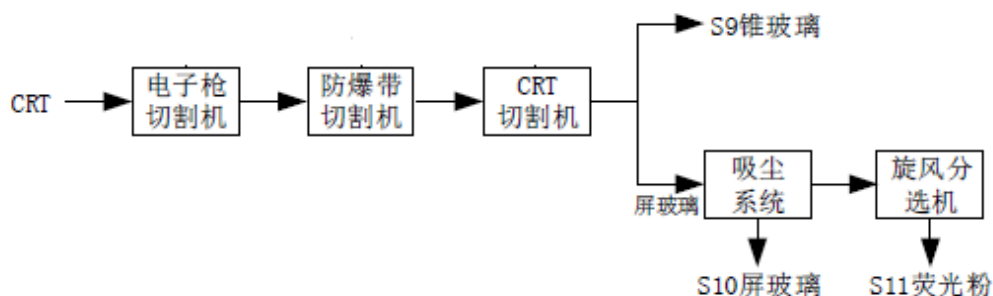 S9锥玻璃
CRT
电子枪
切割机
防爆带
切割机
CRT
切割机
屏玻璃
吸尘
系统
旋风分
选机
S10屏玻璃
S11荧光粉